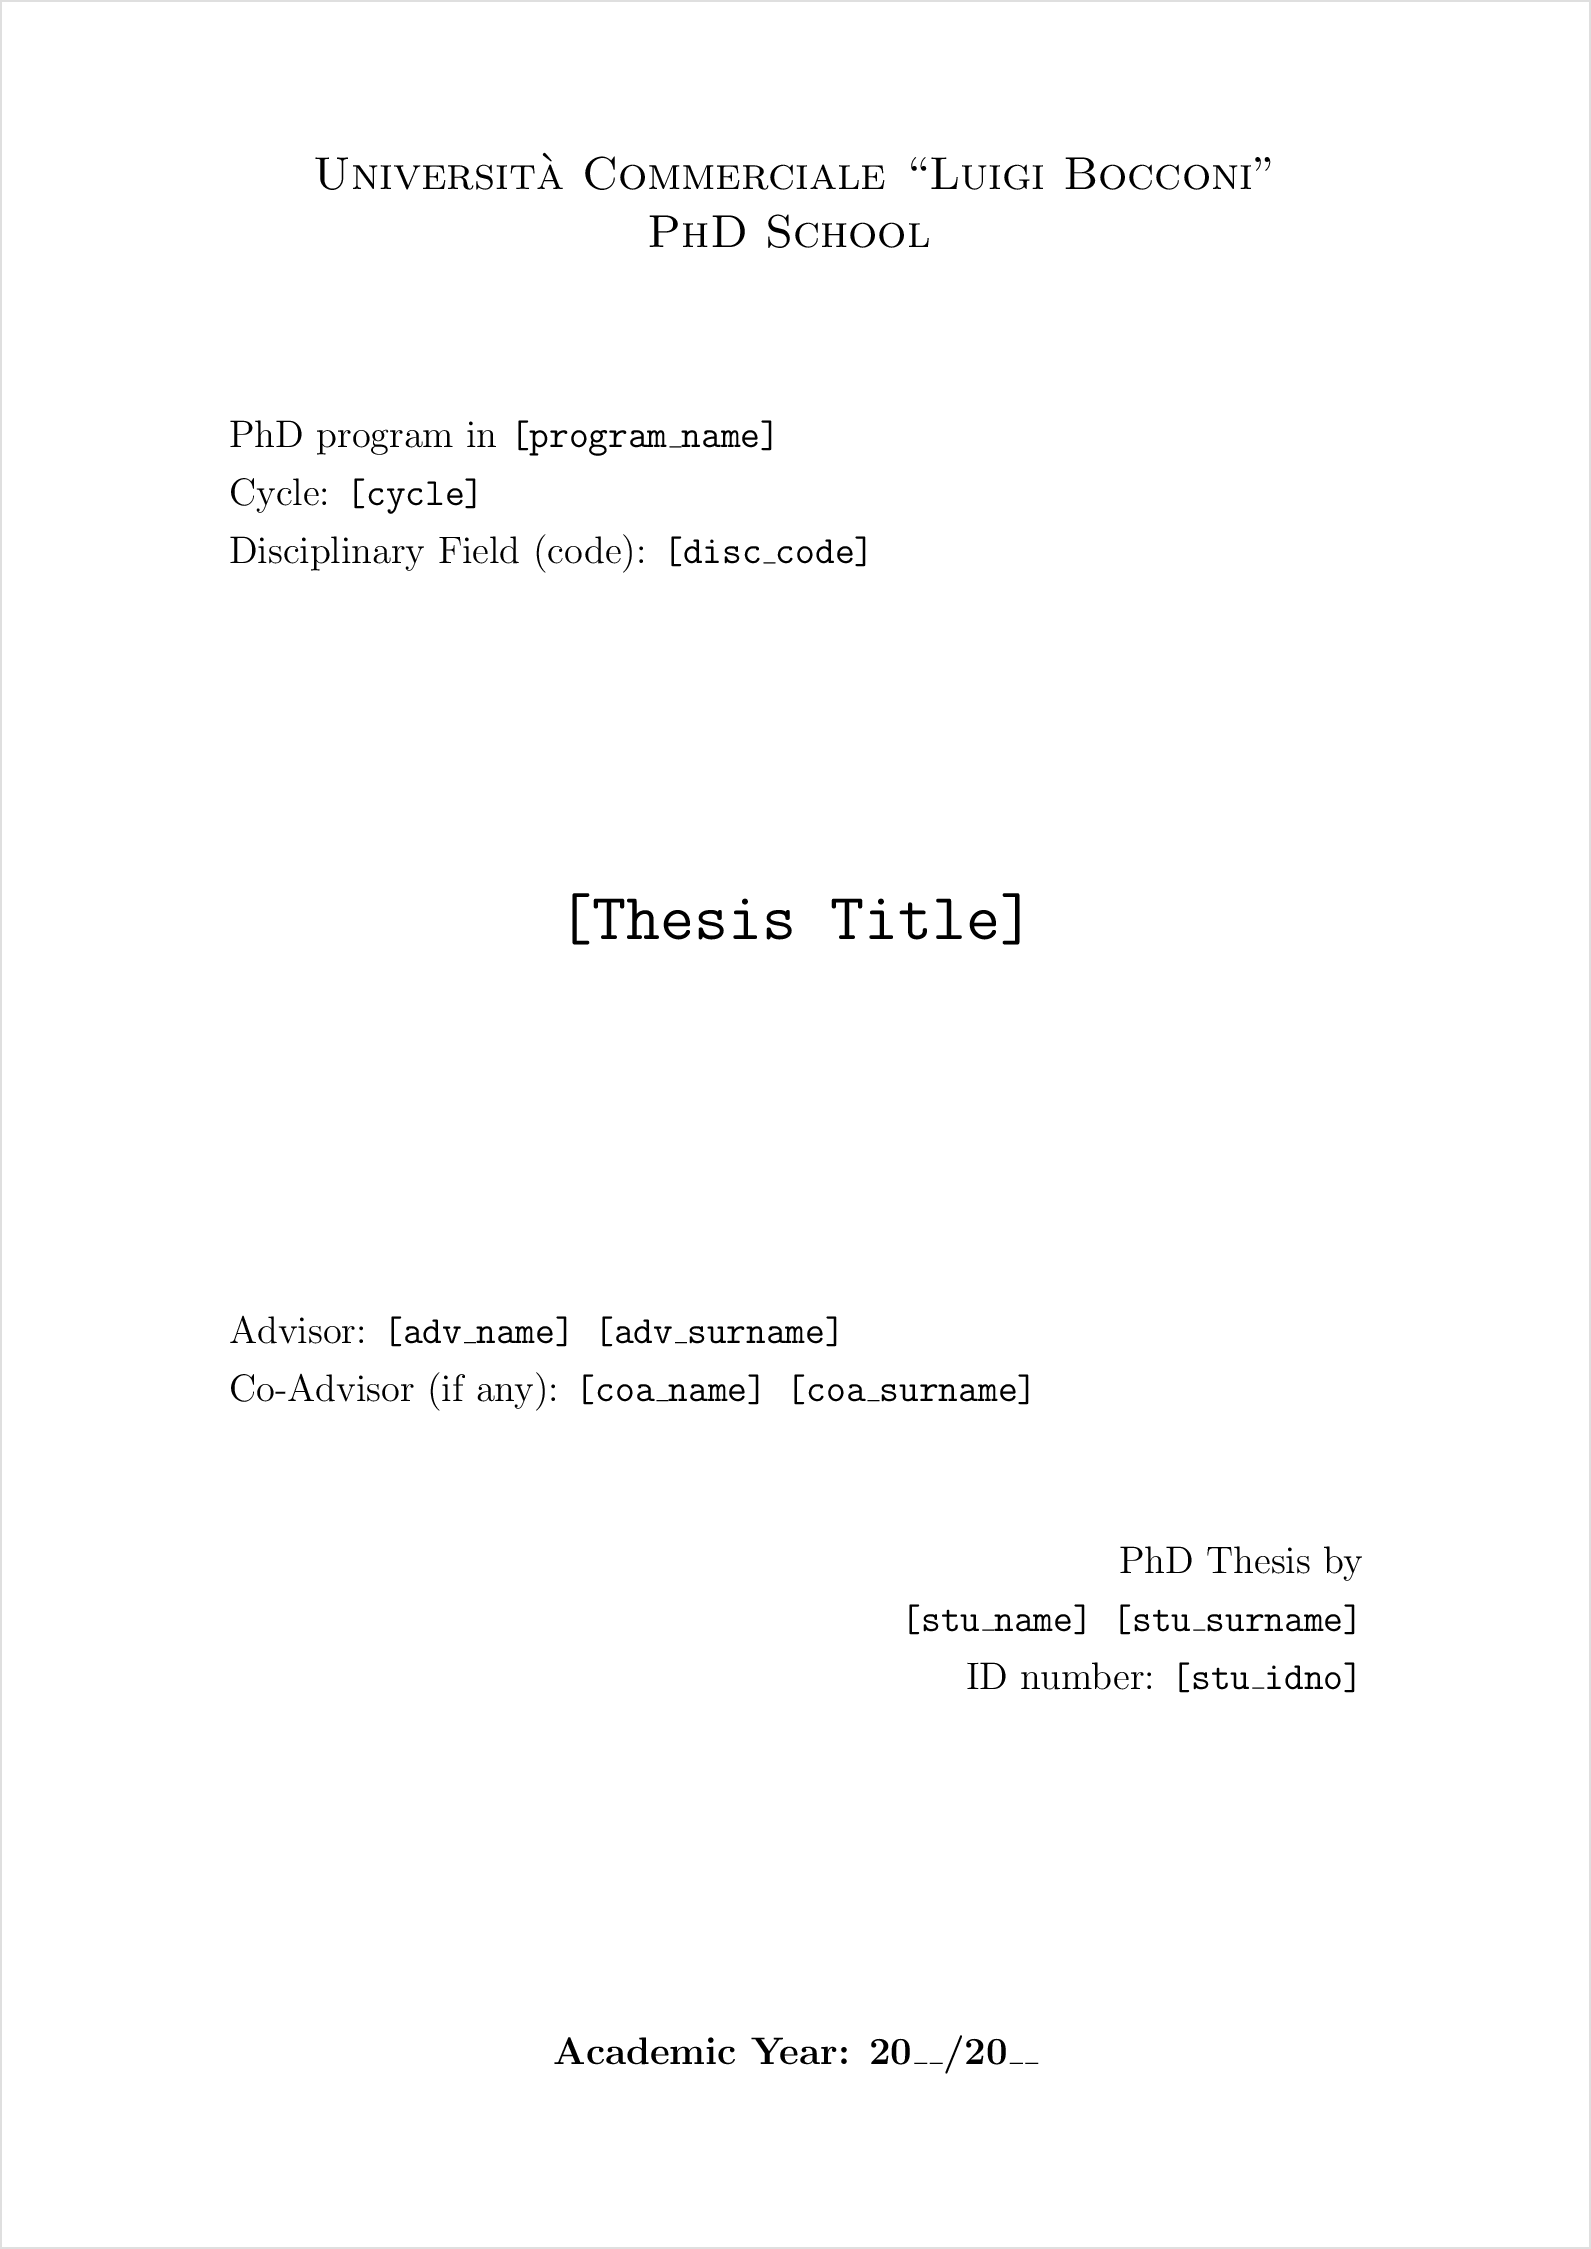 Università Commerciale “Luigi Bocconi”
PhD School
PhD program in [program_name]
Cycle: [cycle]
Disciplinary Field (code): [disc_code]
[Thesis Title]
Advisor: [adv_name] [adv_surname]
Co-Advisor (if any): [coa_name] [coa_surname]
PhD Thesis by
[stu_name] [stu_surname]
ID number: [stu_idno]
Academic Year: 20__/20__